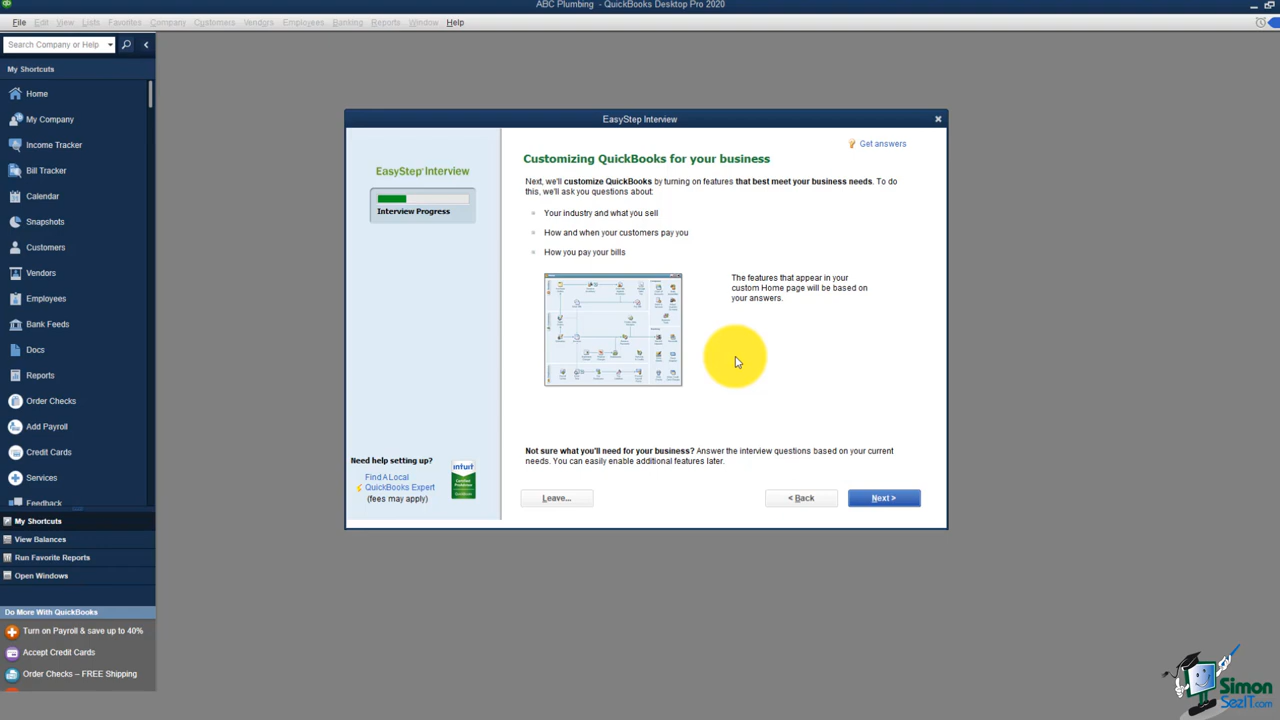 ABC Plumbing - QuickBooks Desktop Pro 2020
File Edit View Lists Favorites Company Customers Vendors Employees Banking Reports Window Help
Search Company or Help
My Shortcuts
Home
My Company
Income Tracker
Bill Tracker
Calendar
Snapshots
Customers
Vendors
Employees
Bank Feeds
Docs
Reports
Order Checks
Add Payroll
Credit Cards
Services
Feedback
My Shortcuts
View Balances
Run Favorite Reports
Open Windows
Do More With QuickBooks
Turn on Payroll & save up to 40%
Accept Credit Cards
Order Checks – FREE Shipping
EasyStep Interview
Get answers
EasyStep Interview
Interview Progress
Customizing QuickBooks for your business
Next, we'll customize QuickBooks by turning on features that best meet your business needs. To do
this, we'll ask you questions about:
Your industry and what you sell
How and when your customers pay you
How you pay your bills
The features that appear in your
custom Home page will be based on
your answers.
Not sure what you'll need for your business? Answer the interview questions based on your current
needs. You can easily enable additional features later.
Need help setting up?
Find A Local
QuickBooks Expert
(fees may apply)
intuit
Leave...
< Back
Next >
Simon
SezIT.com